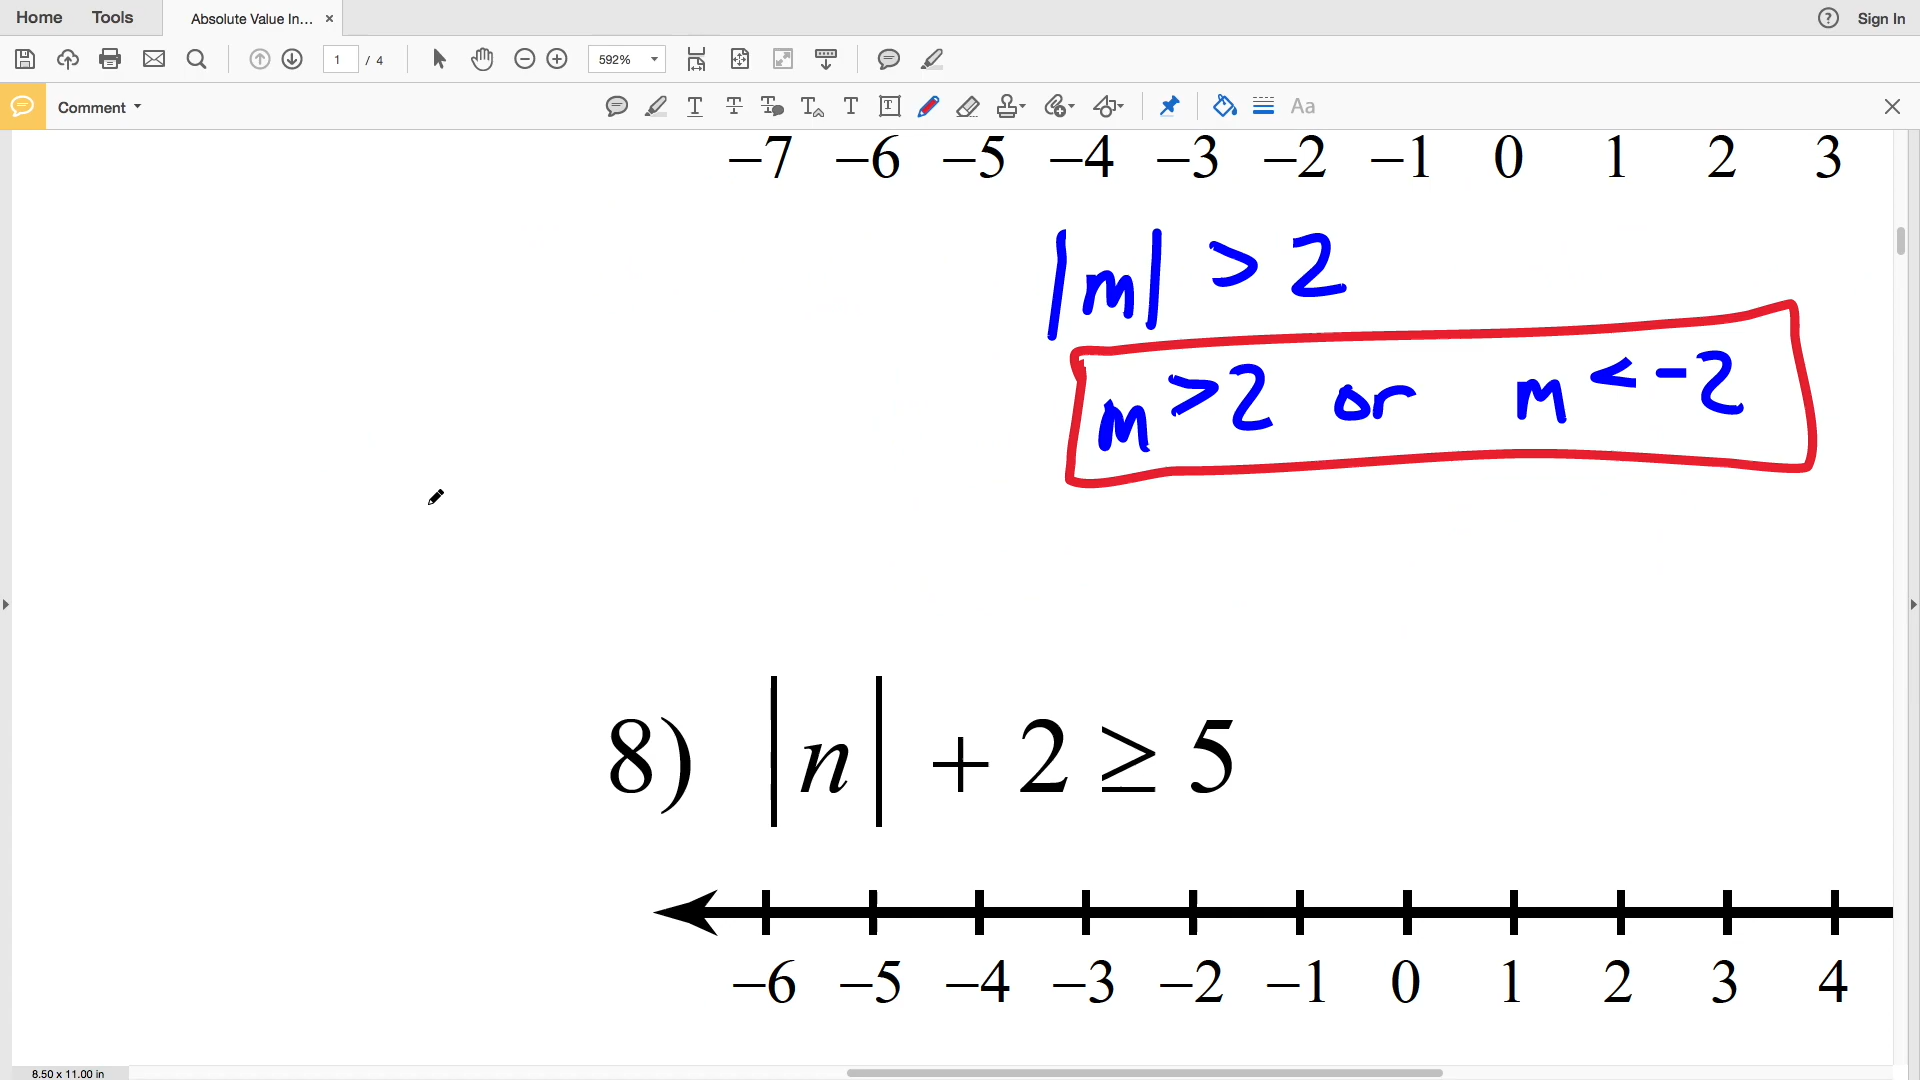 Home Tools Absolute Value In... × ? Sign In
1 / 4 592%
Comment T T T T T T Aa
–7 –6 –5 –4 –3 –2 –1 0 1 2 3
|m| > 2
m > 2 or m < -2
8) |n| + 2 ≥ 5
–6 –5 –4 –3 –2 –1 0 1 2 3 4
8.50 x 11.00 in